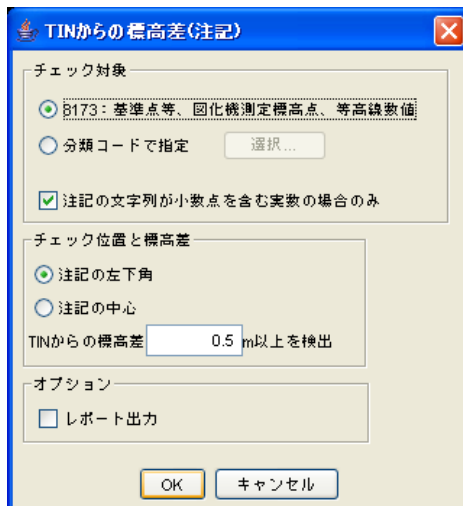 TINからの標高差(注記)
チェック対象
8173：基準点等、図化機測定標高点、等高線数値
分類コードで指定 選択...
注記の文字列が小数点を含む実数の場合のみ
チェック位置と標高差
注記の左下角
注記の中心
TINからの標高差 0.5 m以上を検出
オプション
レポート出力
OK キャンセル